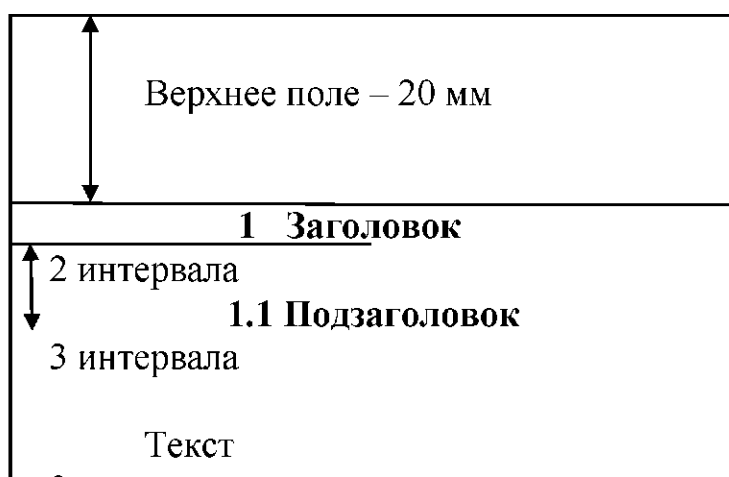 Верхнее поле – 20 мм
1 Заголовок
2 интервала
1.1 Подзаголовок
3 интервала
Текст